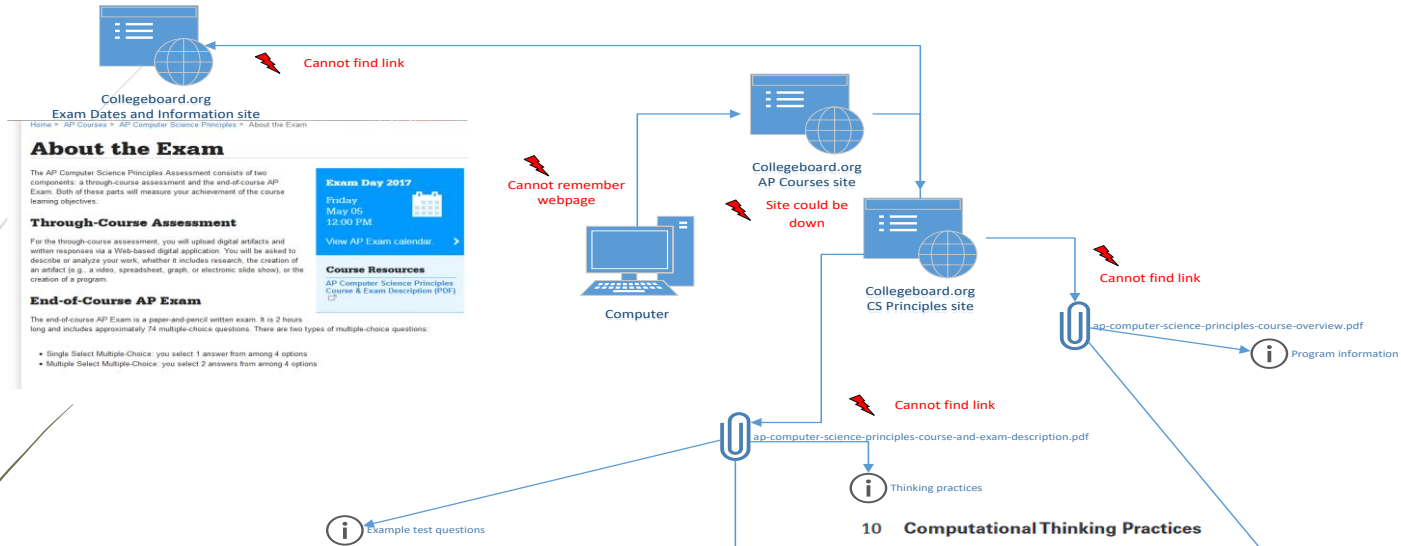 Cannot find link
Collegeboard.org
Exam Dates and Information site
Home > AP Courses > AP Computer Science Principles > About the Exam
About the Exam
The AP Computer Science Principles Assessment consists of two
components: a through-course assessment and the end-of-course AP
Exam. Both of these parts will measure your achievement of the course
learning objectives.
Through-Course Assessment
For the through-course assessment, you will upload digital artifacts and
written responses via a Web-based digital application. You will be asked to
describe or analyze your work, whether it includes research, the creation of
an artifact (e.g., a video, spreadsheet, graph, or electronic slide show), or the
creation of a program.
End-of-Course AP Exam
The end-of-course AP Exam is a paper-and-pencil written exam. It is 2 hours
long and includes approximately 74 multiple-choice questions. There are two types of multiple-choice questions:
• Single Select Multiple-Choice: you select 1 answer from among 4 options
• Multiple Select Multiple-Choice: you select 2 answers from among 4 options
Exam Day 2017
Friday
May 05
12:00 PM
View AP Exam calendar.
Course Resources
AP Computer Science Principles
Course & Exam Description (PDF)
Cannot remember
webpage
Computer
Collegeboard.org
AP Courses site
Site could be
down
Collegeboard.org
CS Principles site
Cannot find link
ap-computer-science-principles-course-overview.pdf
Program information
Cannot find link
ap-computer-science-principles-course-and-exam-description.pdf
Thinking practices
Example test questions
10 Computational Thinking Practices